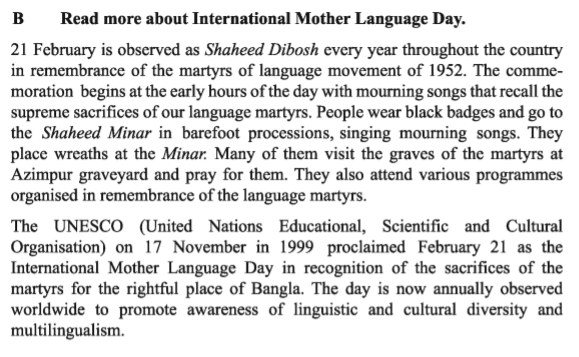 B Read more about International Mother Language Day.
21 February is observed as Shaheed Dibosh every year throughout the country
in remembrance of the martyrs of language movement of 1952. The comme-
moration begins at the early hours of the day with mourning songs that recall the
supreme sacrifices of our language martyrs. People wear black badges and go to
the Shaheed Minar in barefoot processions, singing mourning songs. They
place wreaths at the Minar. Many of them visit the graves of the martyrs at
Azimpur graveyard and pray for them. They also attend various programmes
organised in remembrance of the language martyrs.
The UNESCO (United Nations Educational, Scientific and Cultural
Organisation) on 17 November in 1999 proclaimed February 21 as the
International Mother Language Day in recognition of the sacrifices of the
martyrs for the rightful place of Bangla. The day is now annually observed
worldwide to promote awareness of linguistic and cultural diversity and
multilingualism.